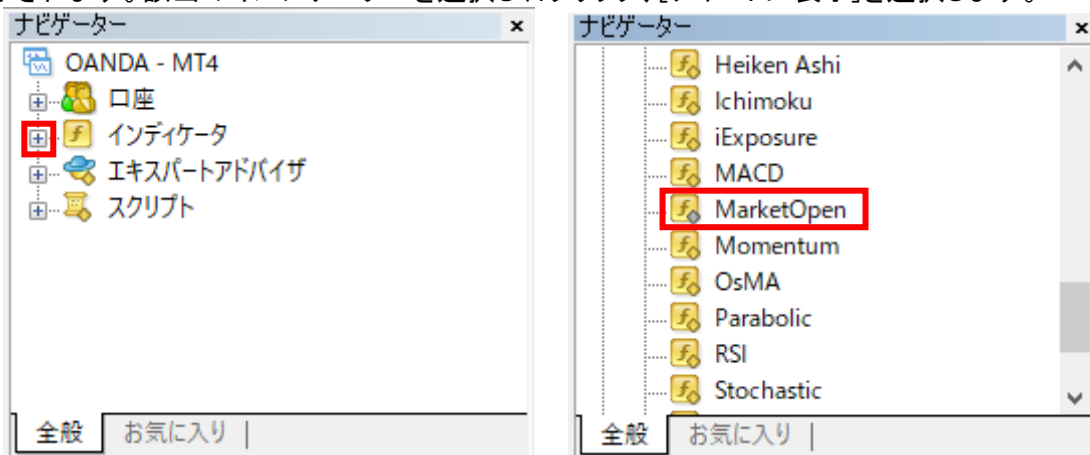 ナビゲーター
OANDA - MT4
口座
インディケータ
エキスパートアドバイザ
スクリプト
全般 お気に入り
ナビゲーター
Heiken Ashi
Ichimoku
iExposure
MACD
MarketOpen
Momentum
OsMA
Parabolic
RSI
Stochastic
全般 お気に入り